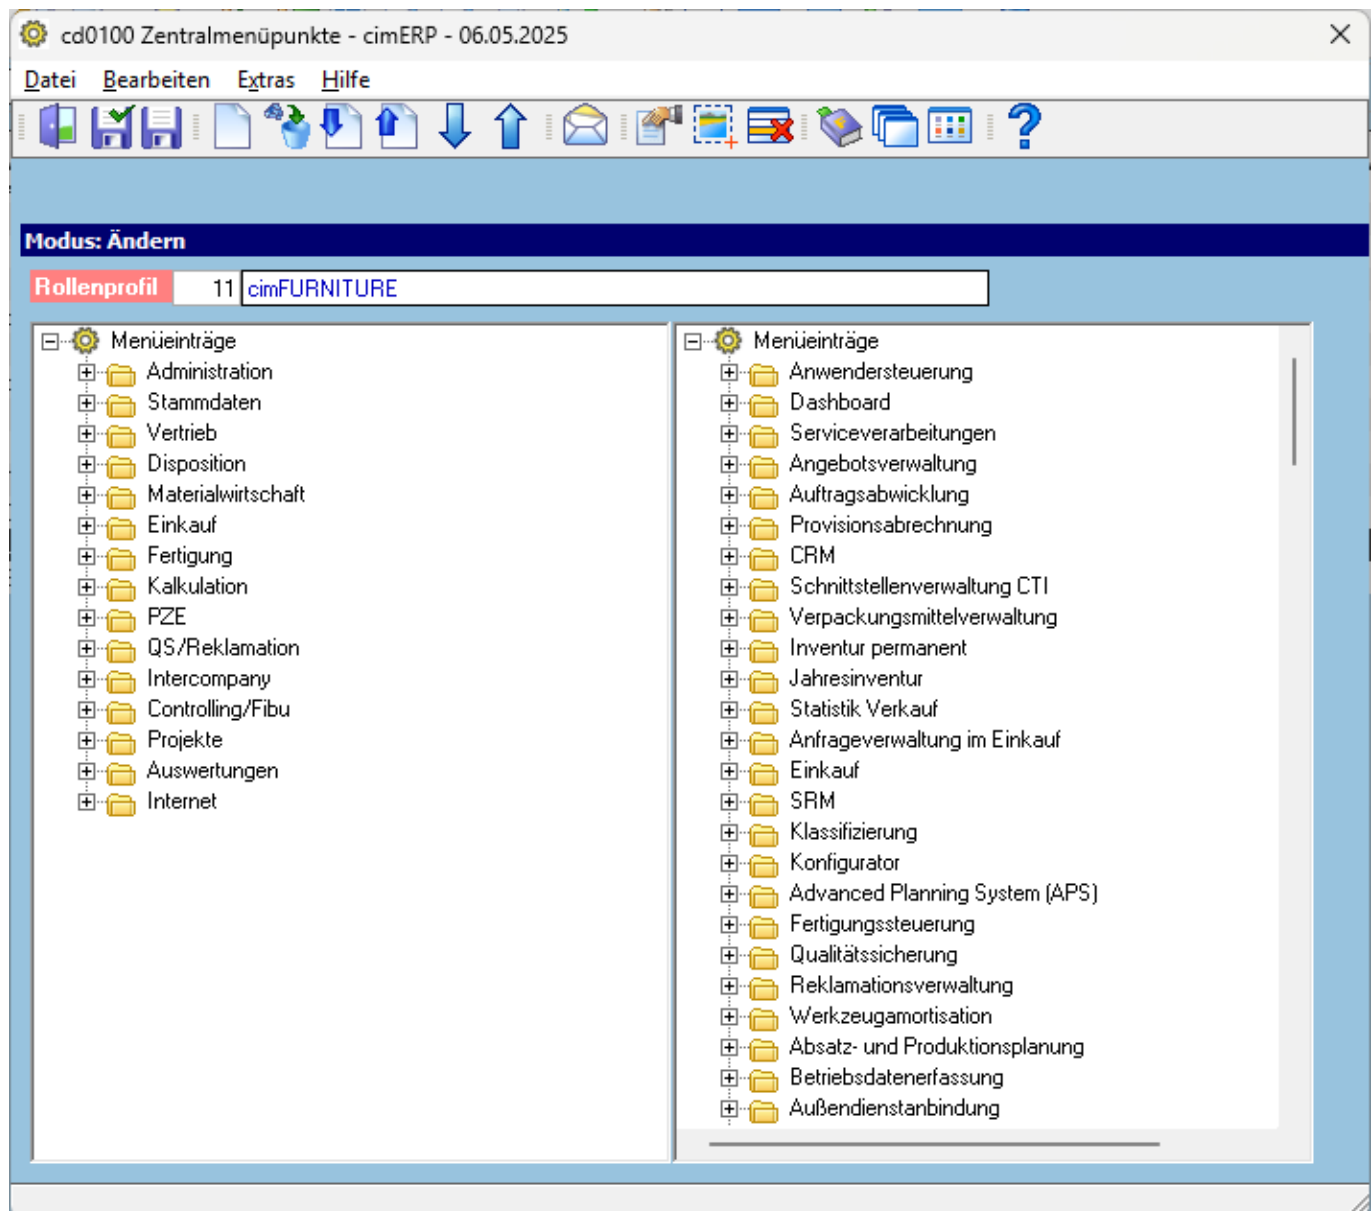 cd0100 Zentralmenüpunkte - cimERP - 06.05.2025
Datei Bearbeiten Extras Hilfe
Modus: Ändern
Rollenprofil 11 cimFURNITURE
Menüeinträge
Administration
Stammdaten
Vertrieb
Disposition
Materialwirtschaft
Einkauf
Fertigung
Kalkulation
PZE
QS/Reklamation
Intercompany
Controlling/Fibu
Projekte
Auswertungen
Internet
Menüeinträge
Anwendersteuerung
Dashboard
Serviceverarbeitungen
Angebotsverwaltung
Auftragsabwicklung
Provisionsabrechnung
CRM
Schnittstellenverwaltung CTI
Verpackungsmittelverwaltung
Inventur permanent
Jahresinventur
Statistik Verkauf
Anfrageverwaltung im Einkauf
Einkauf
SRM
Klassifizierung
Konfigurator
Advanced Planning System (APS)
Fertigungssteuerung
Qualitätssicherung
Reklamationsverwaltung
Werkzeugamortisation
Absatz- und Produktionsplanung
Betriebsdatenerfassung
Außendienstanbindung